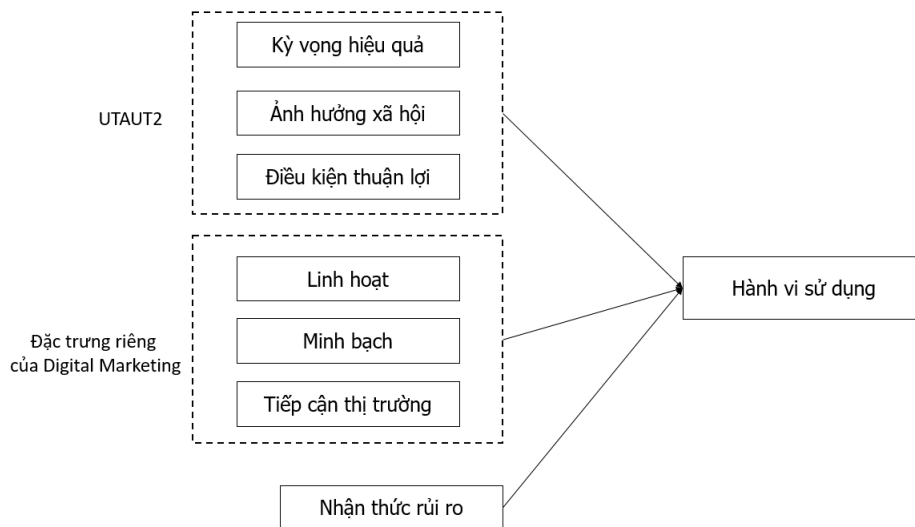 Kỳ vọng hiệu quả
UTAUT2
Ảnh hưởng xã hội
Điều kiện thuận lợi
Linh hoạt
Hành vi sử dụng
Đặc trưng riêng
của Digital Marketing
Minh bạch
Tiếp cận thị trường
Nhận thức rủi ro